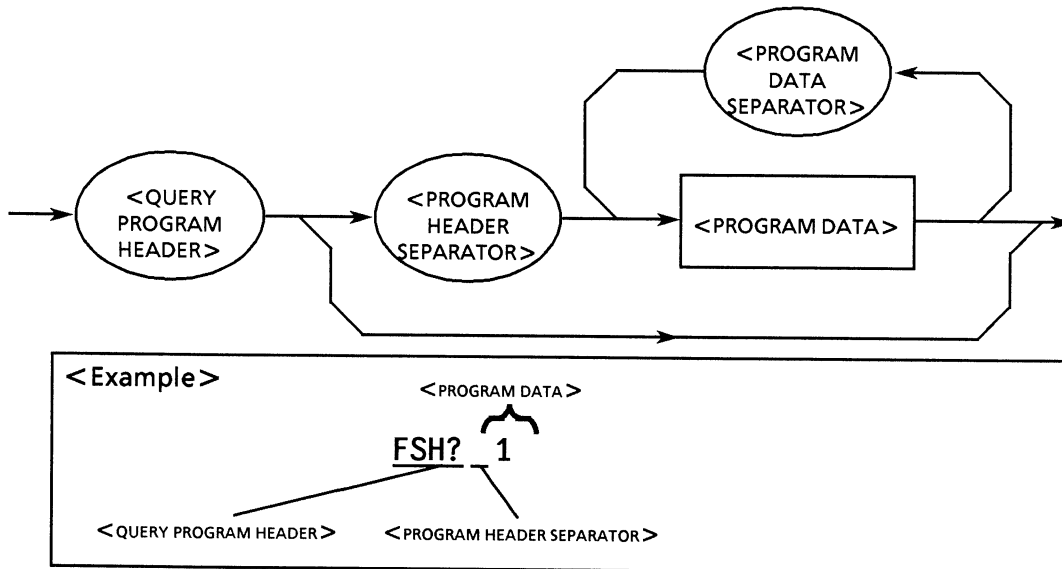 <PROGRAM
DATA
SEPARATOR>
<QUERY
PROGRAM
HEADER>
<PROGRAM
HEADER
SEPARATOR>
<PROGRAM DATA>
<Example>
<PROGRAM DATA>
FSH? 1
<QUERY PROGRAM HEADER> <PROGRAM HEADER SEPARATOR>